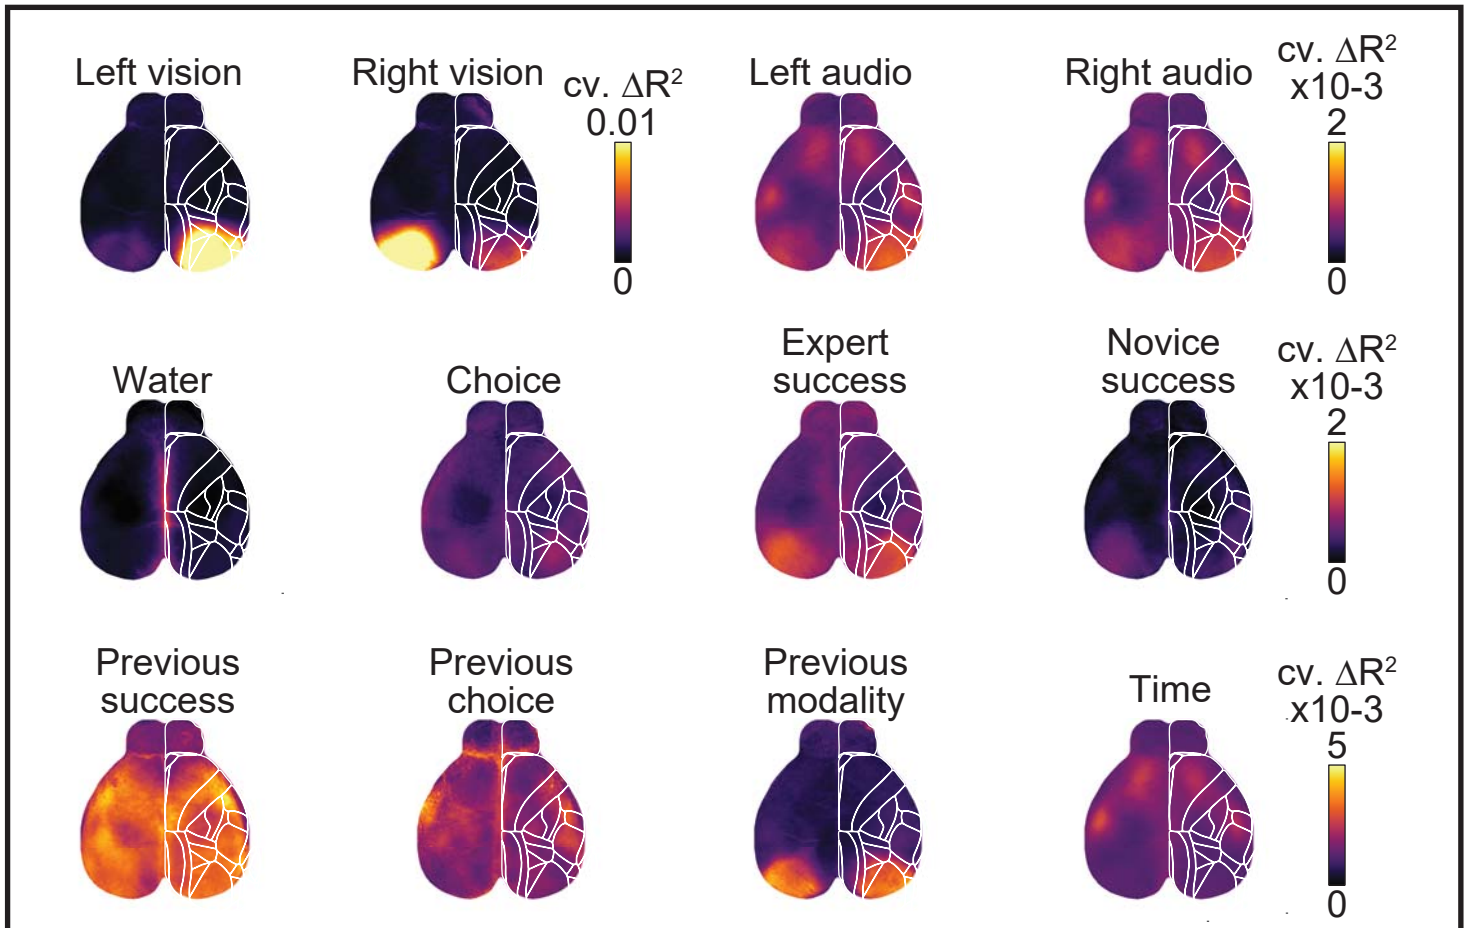 Left vision
Right vision
cv. ΔR²
0.01
0
Left audio
Right audio
cv. ΔR²
x10-3
2
0
Water
Choice
Expert
success
Novice
success
cv. ΔR²
x10-3
2
0
Previous
success
Previous
choice
Previous
modality
Time
cv. ΔR²
x10-3
5
0